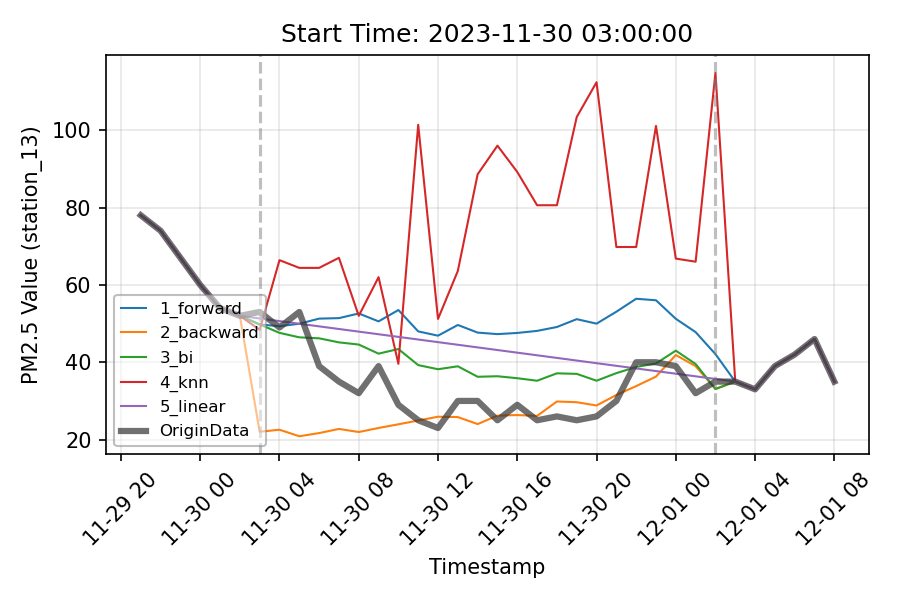 Start Time: 2023-11-30 03:00:00
PM2.5 Value (station_13)
100
80
60
40
20
1_forward
2_backward
3_bi
4_knn
5_linear
OriginData
11-29 20
11-30 00
11-30 04
11-30 08
11-30 12
11-30 16
11-30 20
12-01 00
12-01 04
12-01 08
Timestamp